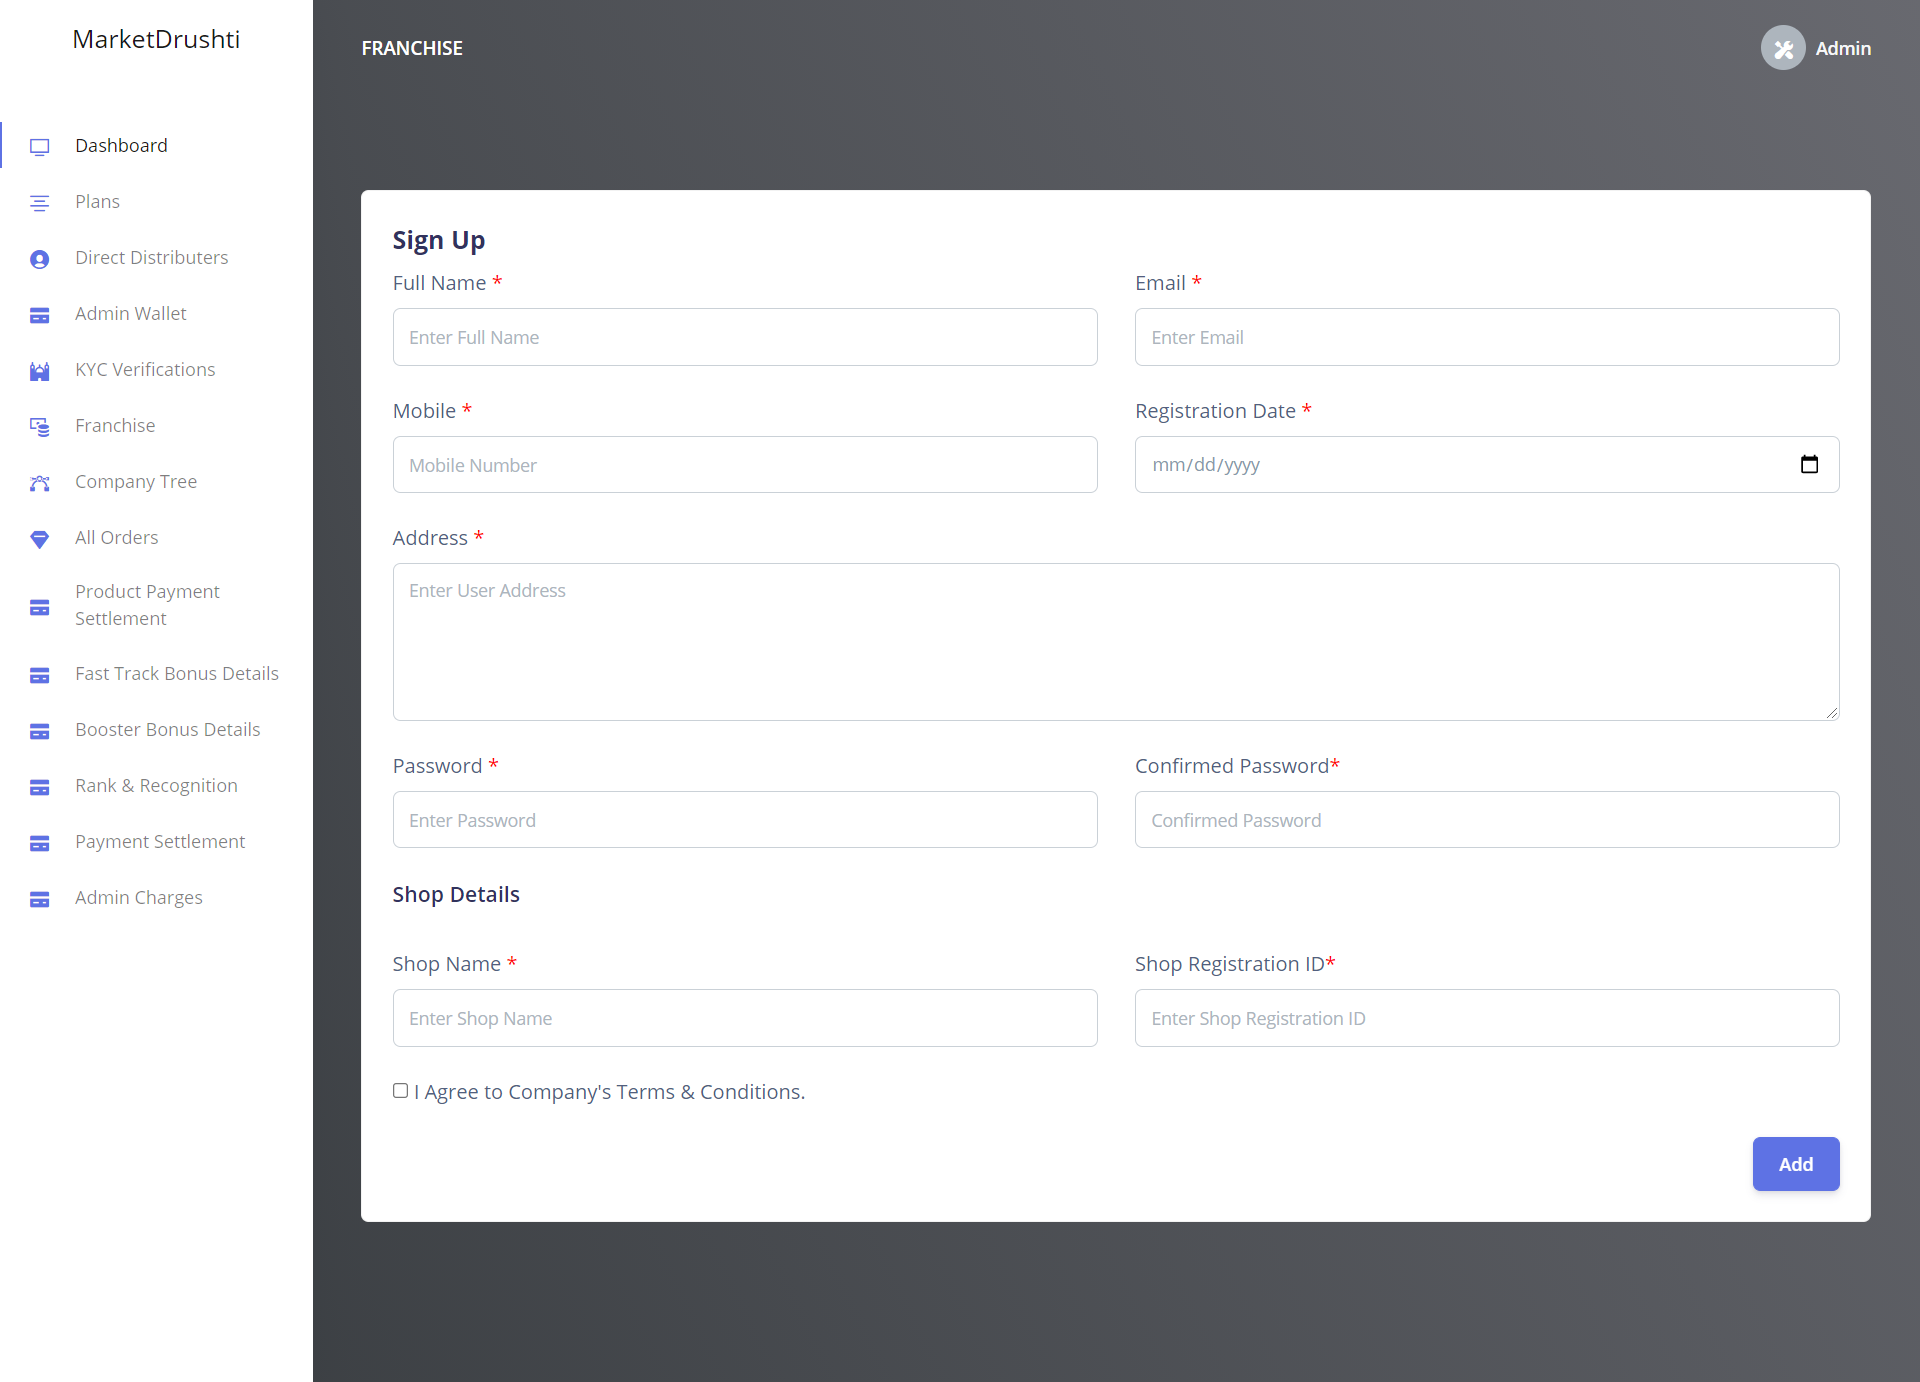 MarketDrushti
Dashboard
Plans
Direct Distributers
Admin Wallet
KYC Verifications
Franchise
Company Tree
All Orders
Product Payment
Settlement
Fast Track Bonus Details
Booster Bonus Details
Rank & Recognition
Payment Settlement
Admin Charges
FRANCHISE
Admin
Sign Up
Full Name *
Email *
Enter Full Name
Enter Email
Mobile *
Registration Date *
Mobile Number
mm/dd/yyyy
Address *
Enter User Address
Password *
Confirmed Password*
Enter Password
Confirmed Password
Shop Details
Shop Name *
Shop Registration ID*
Enter Shop Name
Enter Shop Registration ID
I Agree to Company's Terms & Conditions.
Add